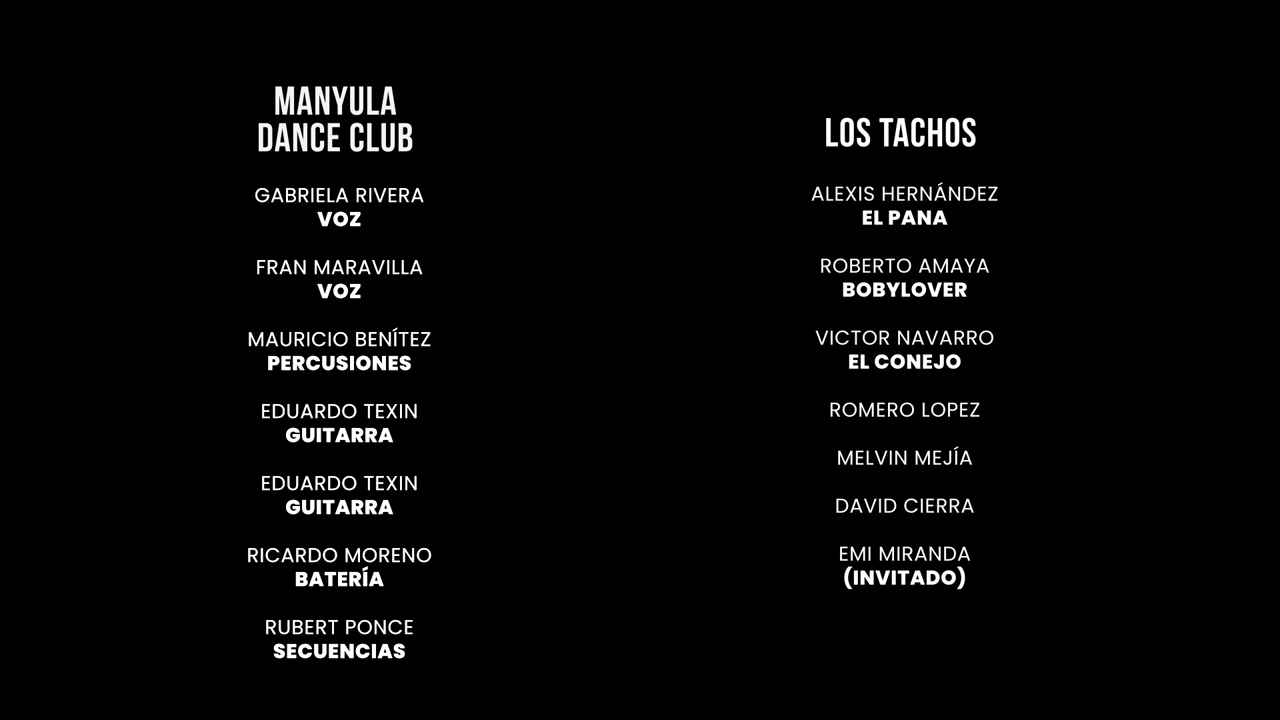 MANYULA
DANCE CLUB
GABRIELA RIVERA
VOZ
FRAN MARAVILLA
VOZ
MAURICIO BENÍTEZ
PERCUSIONES
EDUARDO TEXIN
GUITARRA
EDUARDO TEXIN
GUITARRA
RICARDO MORENO
BATERÍA
RUBERT PONCE
SECUENCIAS
LOS TACHOS
ALEXIS HERNÁNDEZ
EL PANA
ROBERTO AMAYA
BOBYLOVER
VICTOR NAVARRO
EL CONEJO
ROMERO LOPEZ
MELVIN MEJÍA
DAVID CIERRA
EMI MIRANDA
(INVITADO)